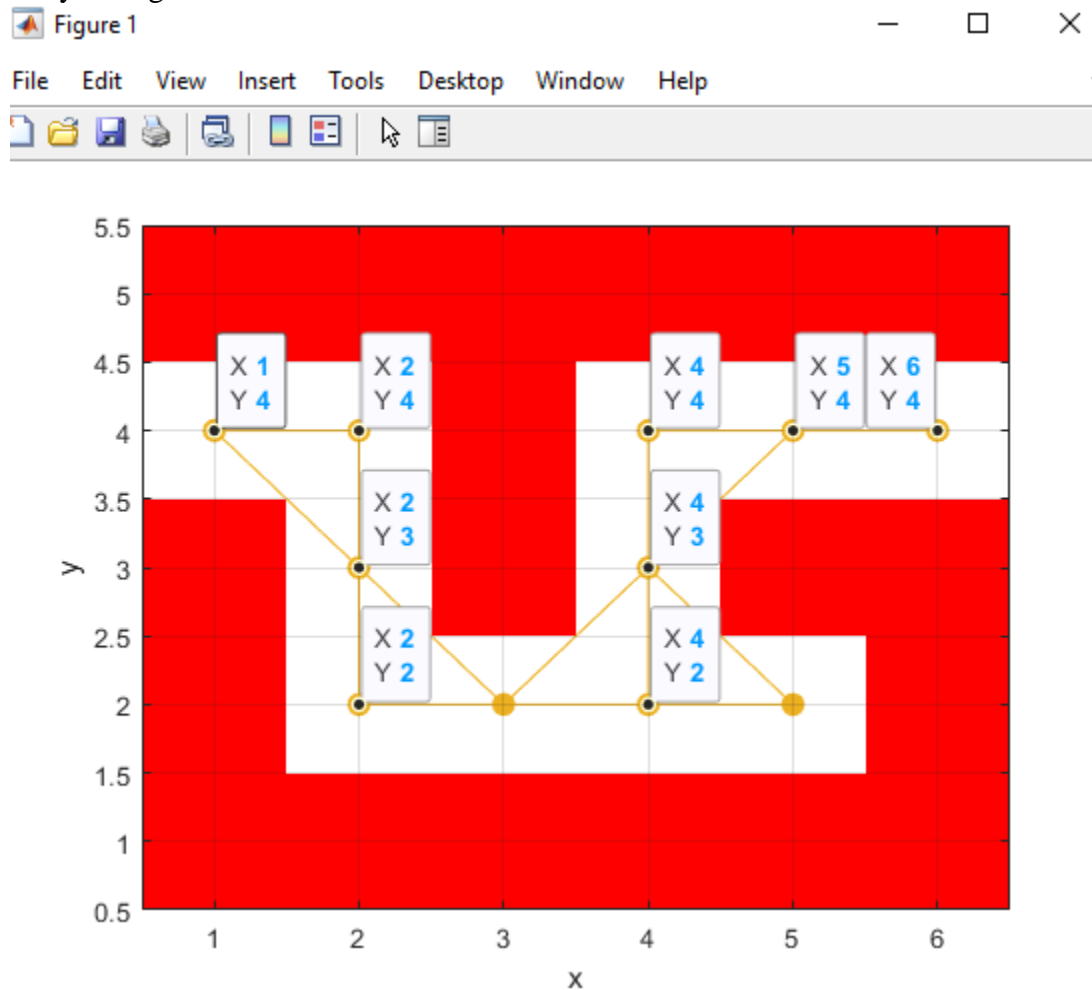 Figure 1
File Edit View Insert Tools Desktop Window Help
5.5
5
4.5
4
3.5
3
2.5
2
1.5
1
0.5
y
X 1
Y 4
X 2
Y 4
X 4
Y 4
X 5
Y 4
X 6
Y 4
X 2
Y 3
X 4
Y 3
X 2
Y 2
X 4
Y 2
1 2 3 4 5 6
x